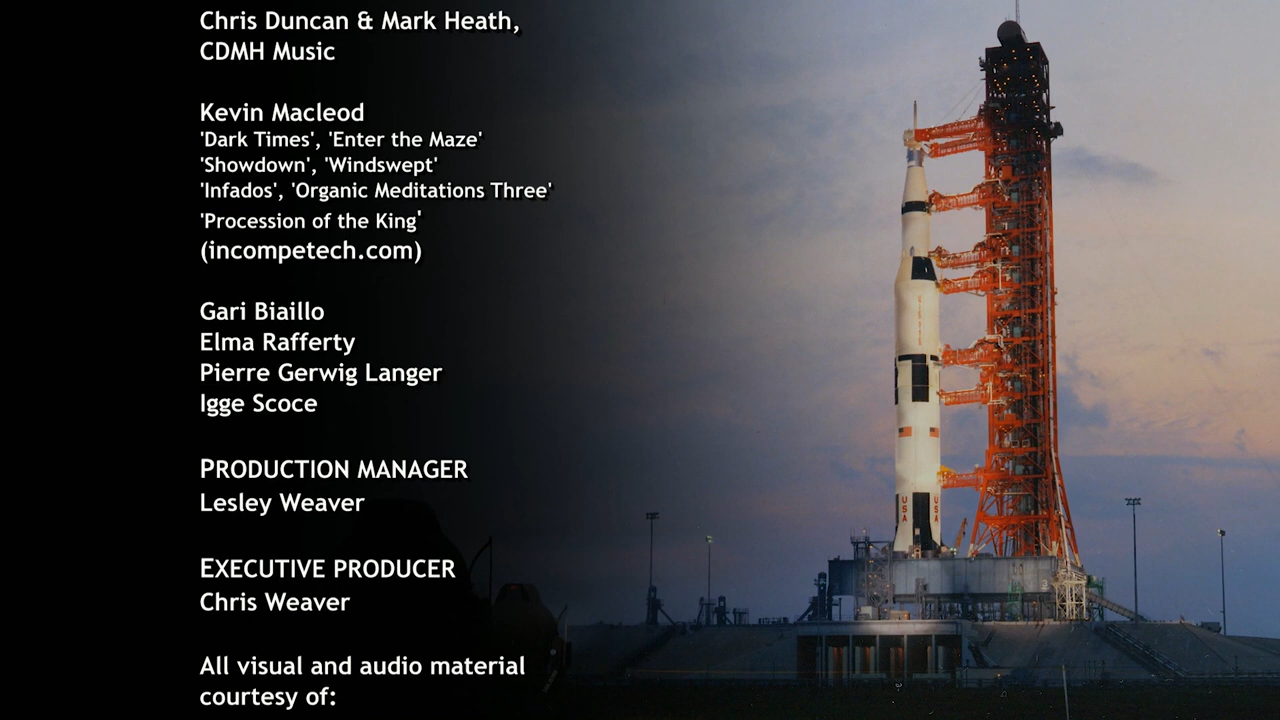 Chris Duncan & Mark Heath,
CDMH Music
Kevin Macleod
'Dark Times', 'Enter the Maze'
'Showdown', 'Windswept'
'Infados', 'Organic Meditations Three'
'Procession of the King'
(incompetech.com)
Gari Biaillo
Elma Rafferty
Pierre Gerwig Langer
Igge Scoce
PRODUCTION MANAGER
Lesley Weaver
EXECUTIVE PRODUCER
Chris Weaver
All visual and audio material
courtesy of:
USA
USA